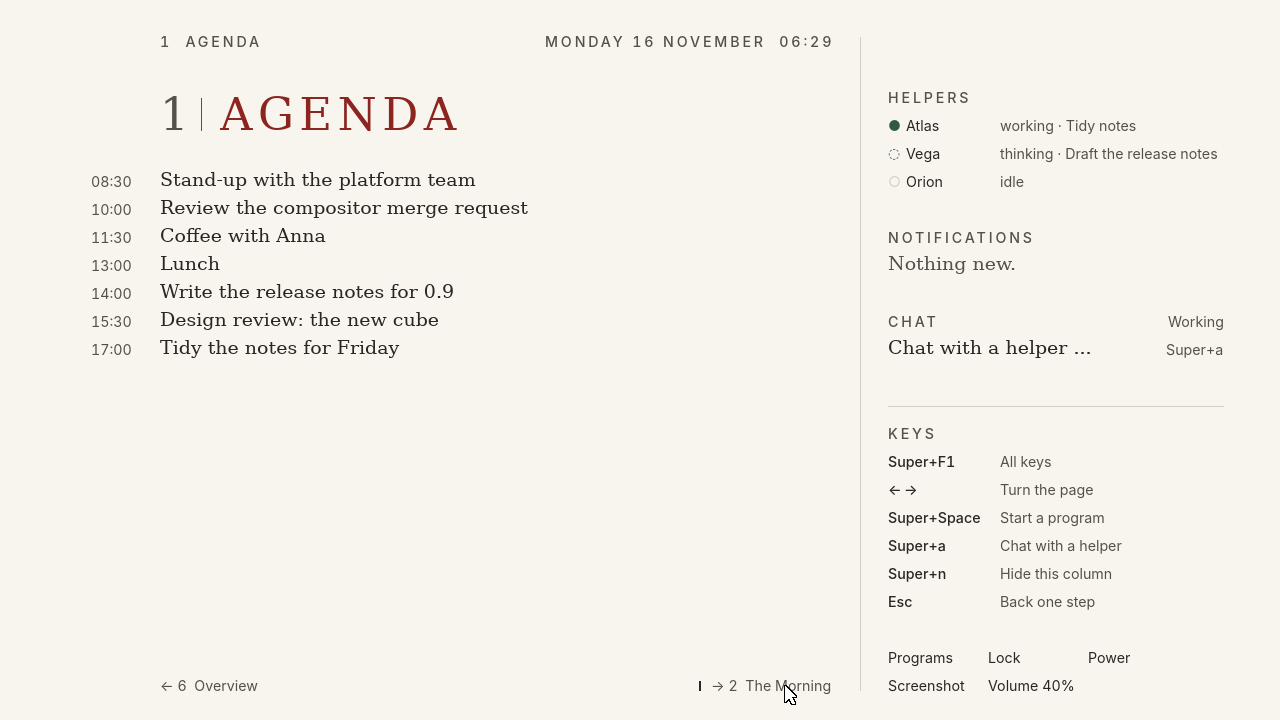 1 AGENDA
MONDAY 16 NOVEMBER 06:29
1 AGENDA
08:30 Stand-up with the platform team
10:00 Review the compositor merge request
11:30 Coffee with Anna
13:00 Lunch
14:00 Write the release notes for 0.9
15:30 Design review: the new cube
17:00 Tidy the notes for Friday
← 6 Overview
→ 2 The Morning
HELPERS
Atlas working · Tidy notes
Vega thinking · Draft the release notes
Orion idle
NOTIFICATIONS
Nothing new.
CHAT Working
Chat with a helper ... Super+a
KEYS
Super+F1 All keys
← → Turn the page
Super+Space Start a program
Super+a Chat with a helper
Super+n Hide this column
Esc Back one step
Programs Lock Power
Screenshot Volume 40%